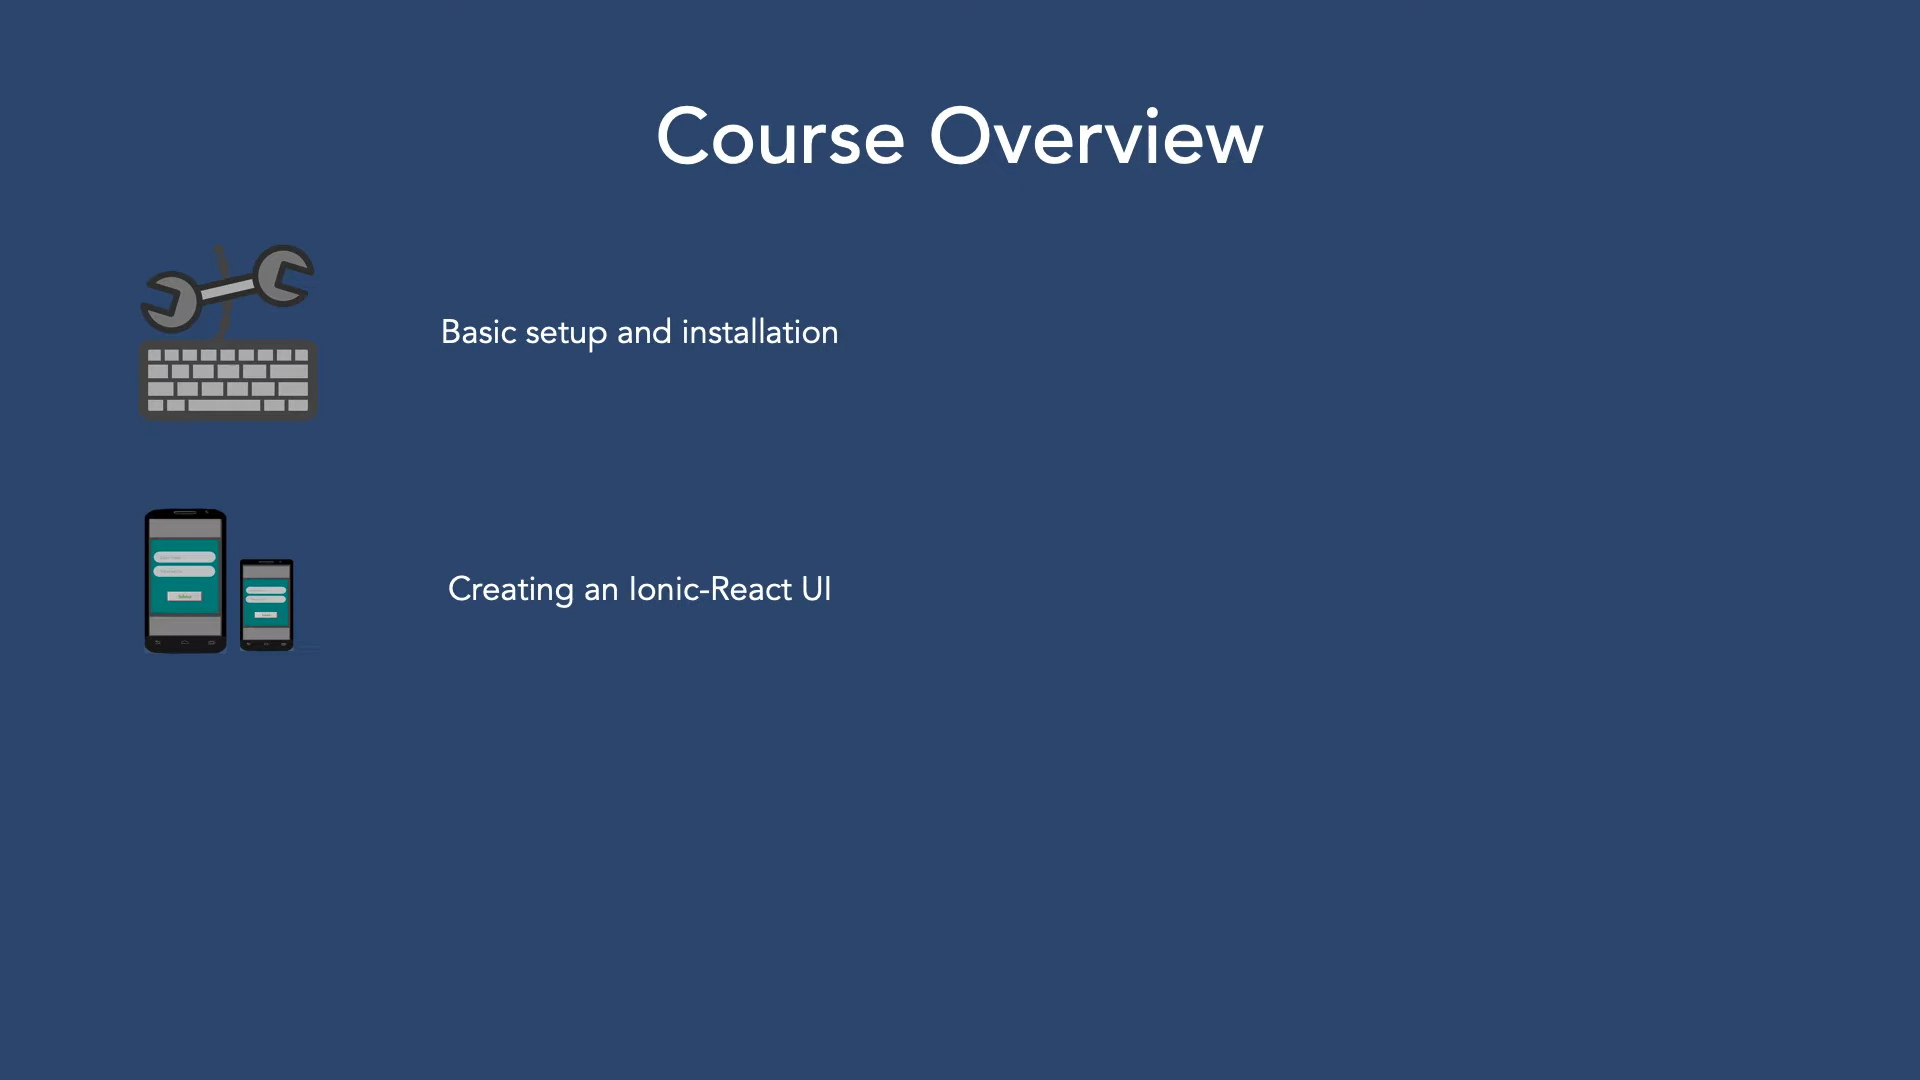 Course Overview
Basic setup and installation
Creating an Ionic-React UI